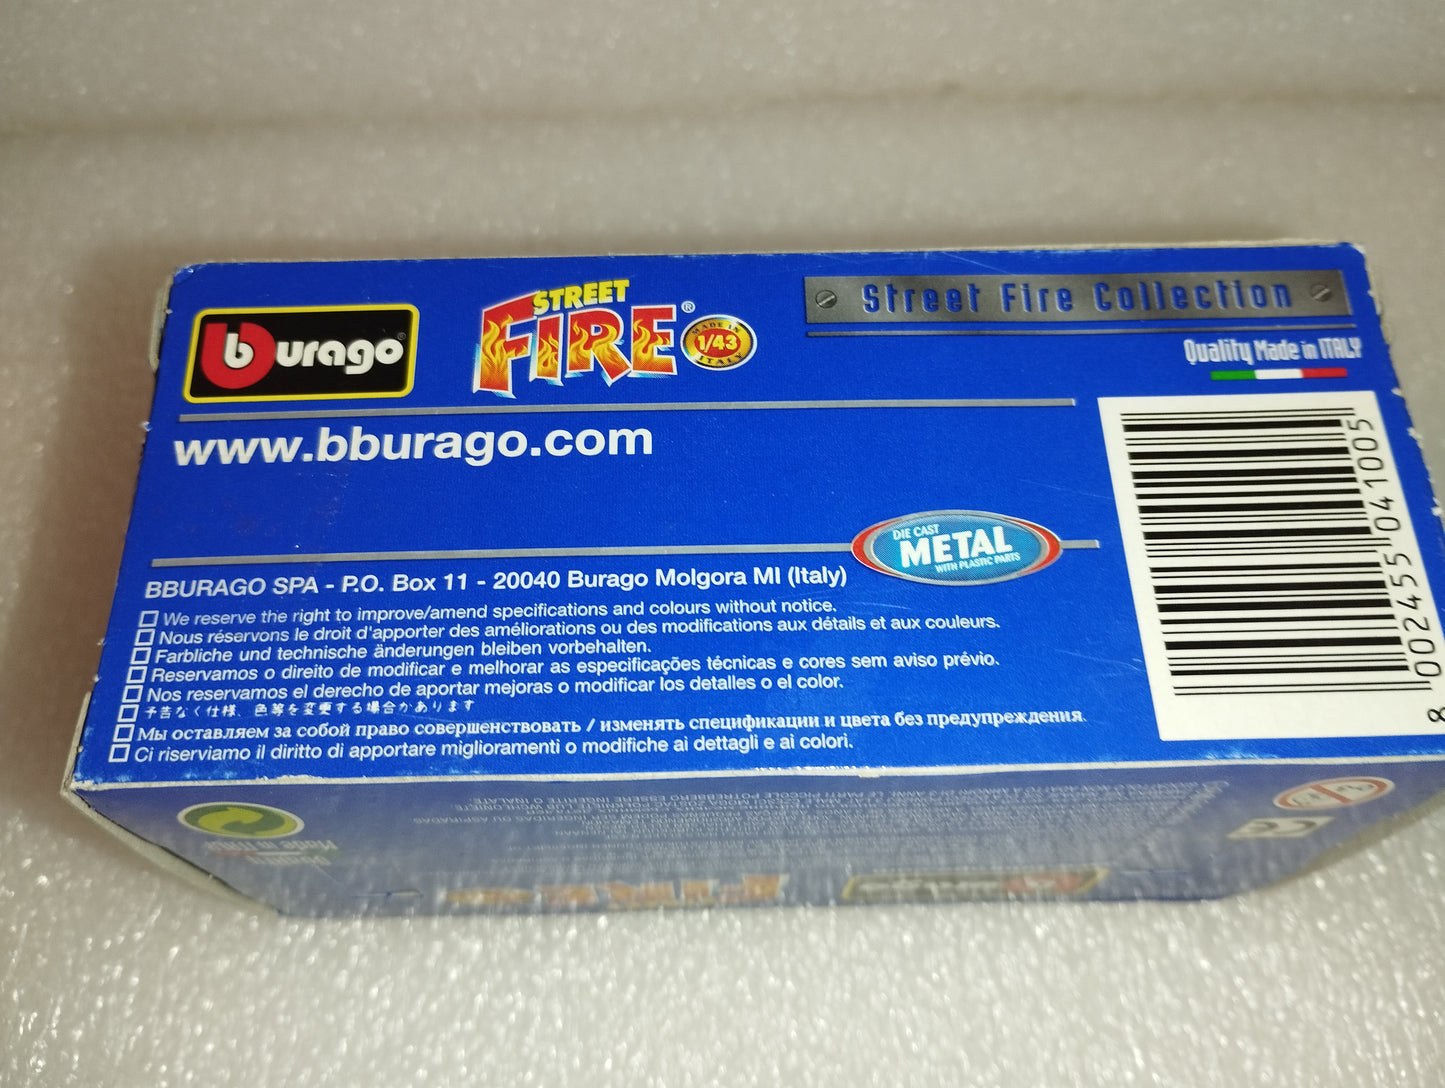 burago®
STREET
FIRE®
MADE IN
1/43
ITALY
Street Fire Collection
Quality Made in ITALY
www.bburago.com
DIE CAST
METAL
WITH PLASTIC PARTS
BBURAGO SPA - P.O. Box 11 - 20040 Burago Molgora MI (Italy)
We reserve the right to improve/amend specifications and colours without notice.
Nous réservons le droit d'apporter des améliorations ou des modifications aux détails et aux couleurs.
Farbliche und technische änderungen bleiben vorbehalten.
Reservamos o direito de modificar e melhorar as especificações técnicas e cores sem aviso prévio.
Nos reservamos el derecho de aportar mejoras o modificar los detalles o el color.
予告なく仕様、色等を変更する場合があります
Мы оставляем за собой право совершенствовать / изменять спецификации и цвета без предупреждения.
Ci riserviamo il diritto di apportare miglioramenti o modifiche ai dettagli e ai colori.
8 002455 041005
CE